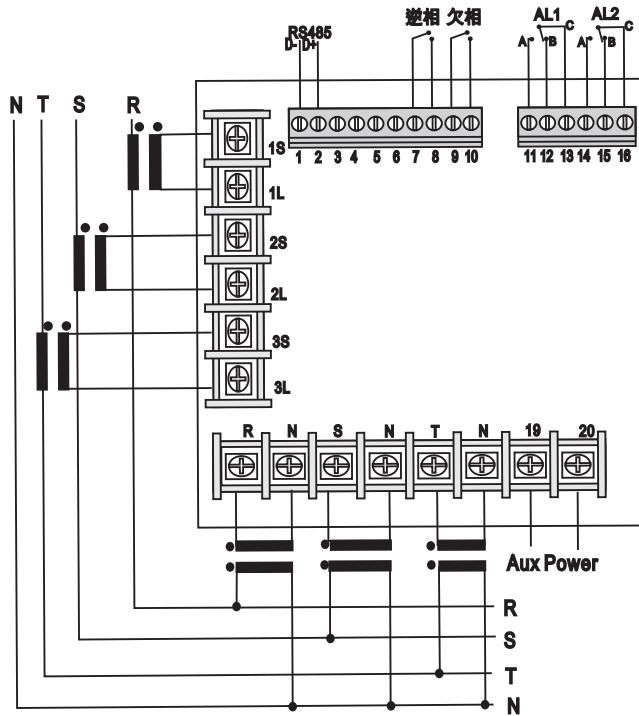 逆相 欠相
AL1 AL2
RS485
D- D+
A B C A B C
N T S R
1 2 3 4 5 6 7 8 9 10
11 12 13 14 15 16
1S
1L
2S
2L
3S
3L
R N S N T N 19 20
Aux Power
R
S
T
N